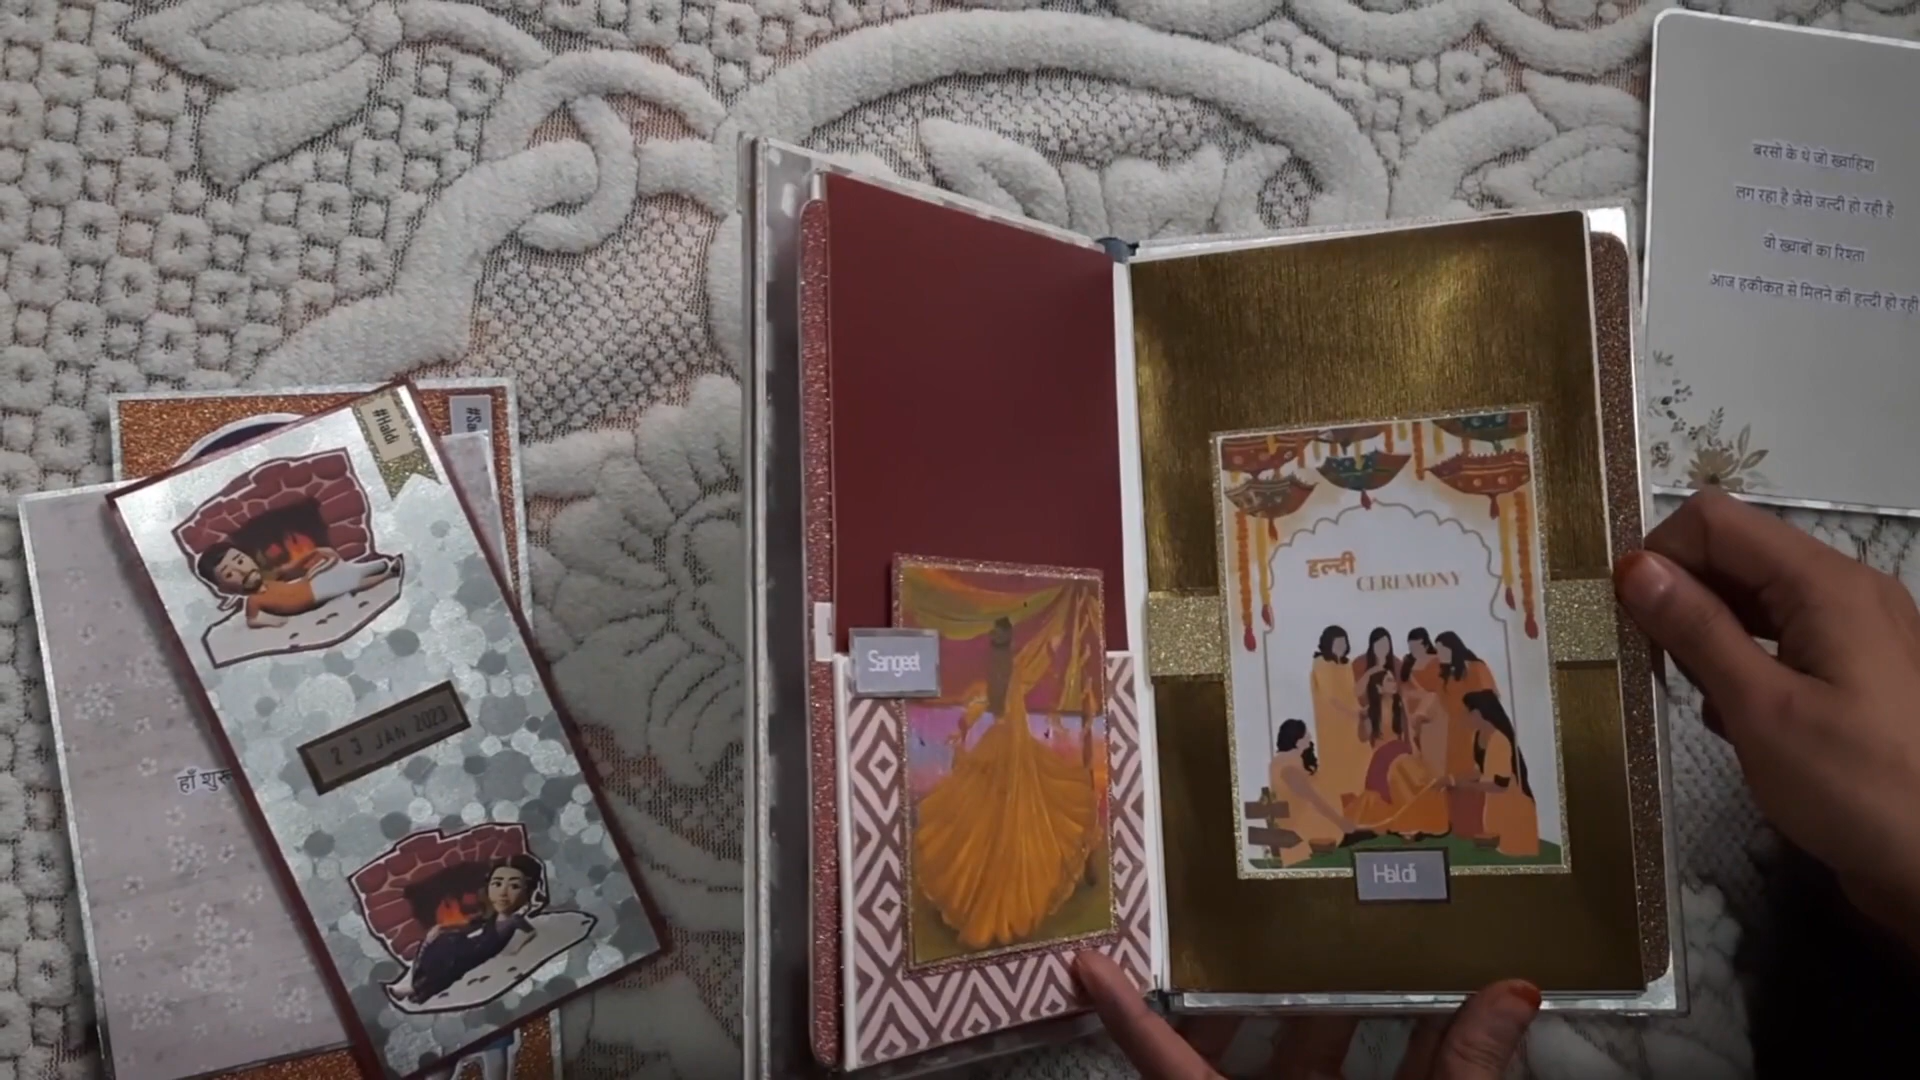 #Haldi
#Sa
2 3 JAN 2023
हाँ शुरू
Sangeet
हल्दी
CEREMONY
Haldi
बरसो के थे जो ख्वाहिश
लग रहा है जैसे जल्दी हो रही है
वो ख्वाबों का रिश्ता
आज हकीकत से मिलने की हल्दी हो रही